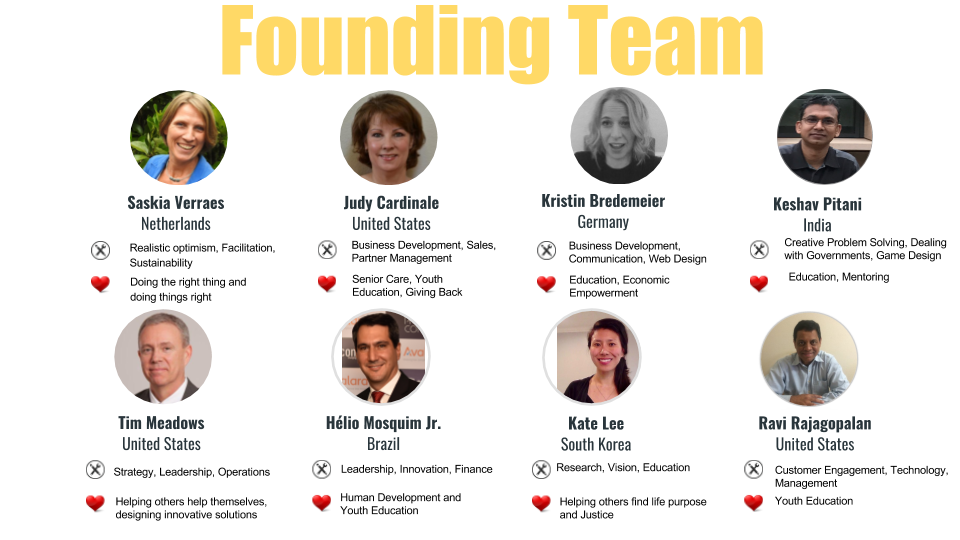 Founding Team
Saskia Verraes
Netherlands
Realistic optimism, Facilitation,
Sustainability
Doing the right thing and
doing things right
Judy Cardinale
United States
Business Development, Sales,
Partner Management
Senior Care, Youth
Education, Giving Back
Kristin Bredemeier
Germany
Business Development,
Communication, Web Design
Education, Economic
Empowerment
Keshav Pitani
India
Creative Problem Solving, Dealing
with Governments, Game Design
Education, Mentoring
Tim Meadows
United States
Strategy, Leadership, Operations
Helping others help themselves,
designing innovative solutions
Hélio Mosquim Jr.
Brazil
Leadership, Innovation, Finance
Human Development and
Youth Education
Kate Lee
South Korea
Research, Vision, Education
Helping others find life purpose
and Justice
Ravi Rajagopalan
United States
Customer Engagement, Technology,
Management
Youth Education